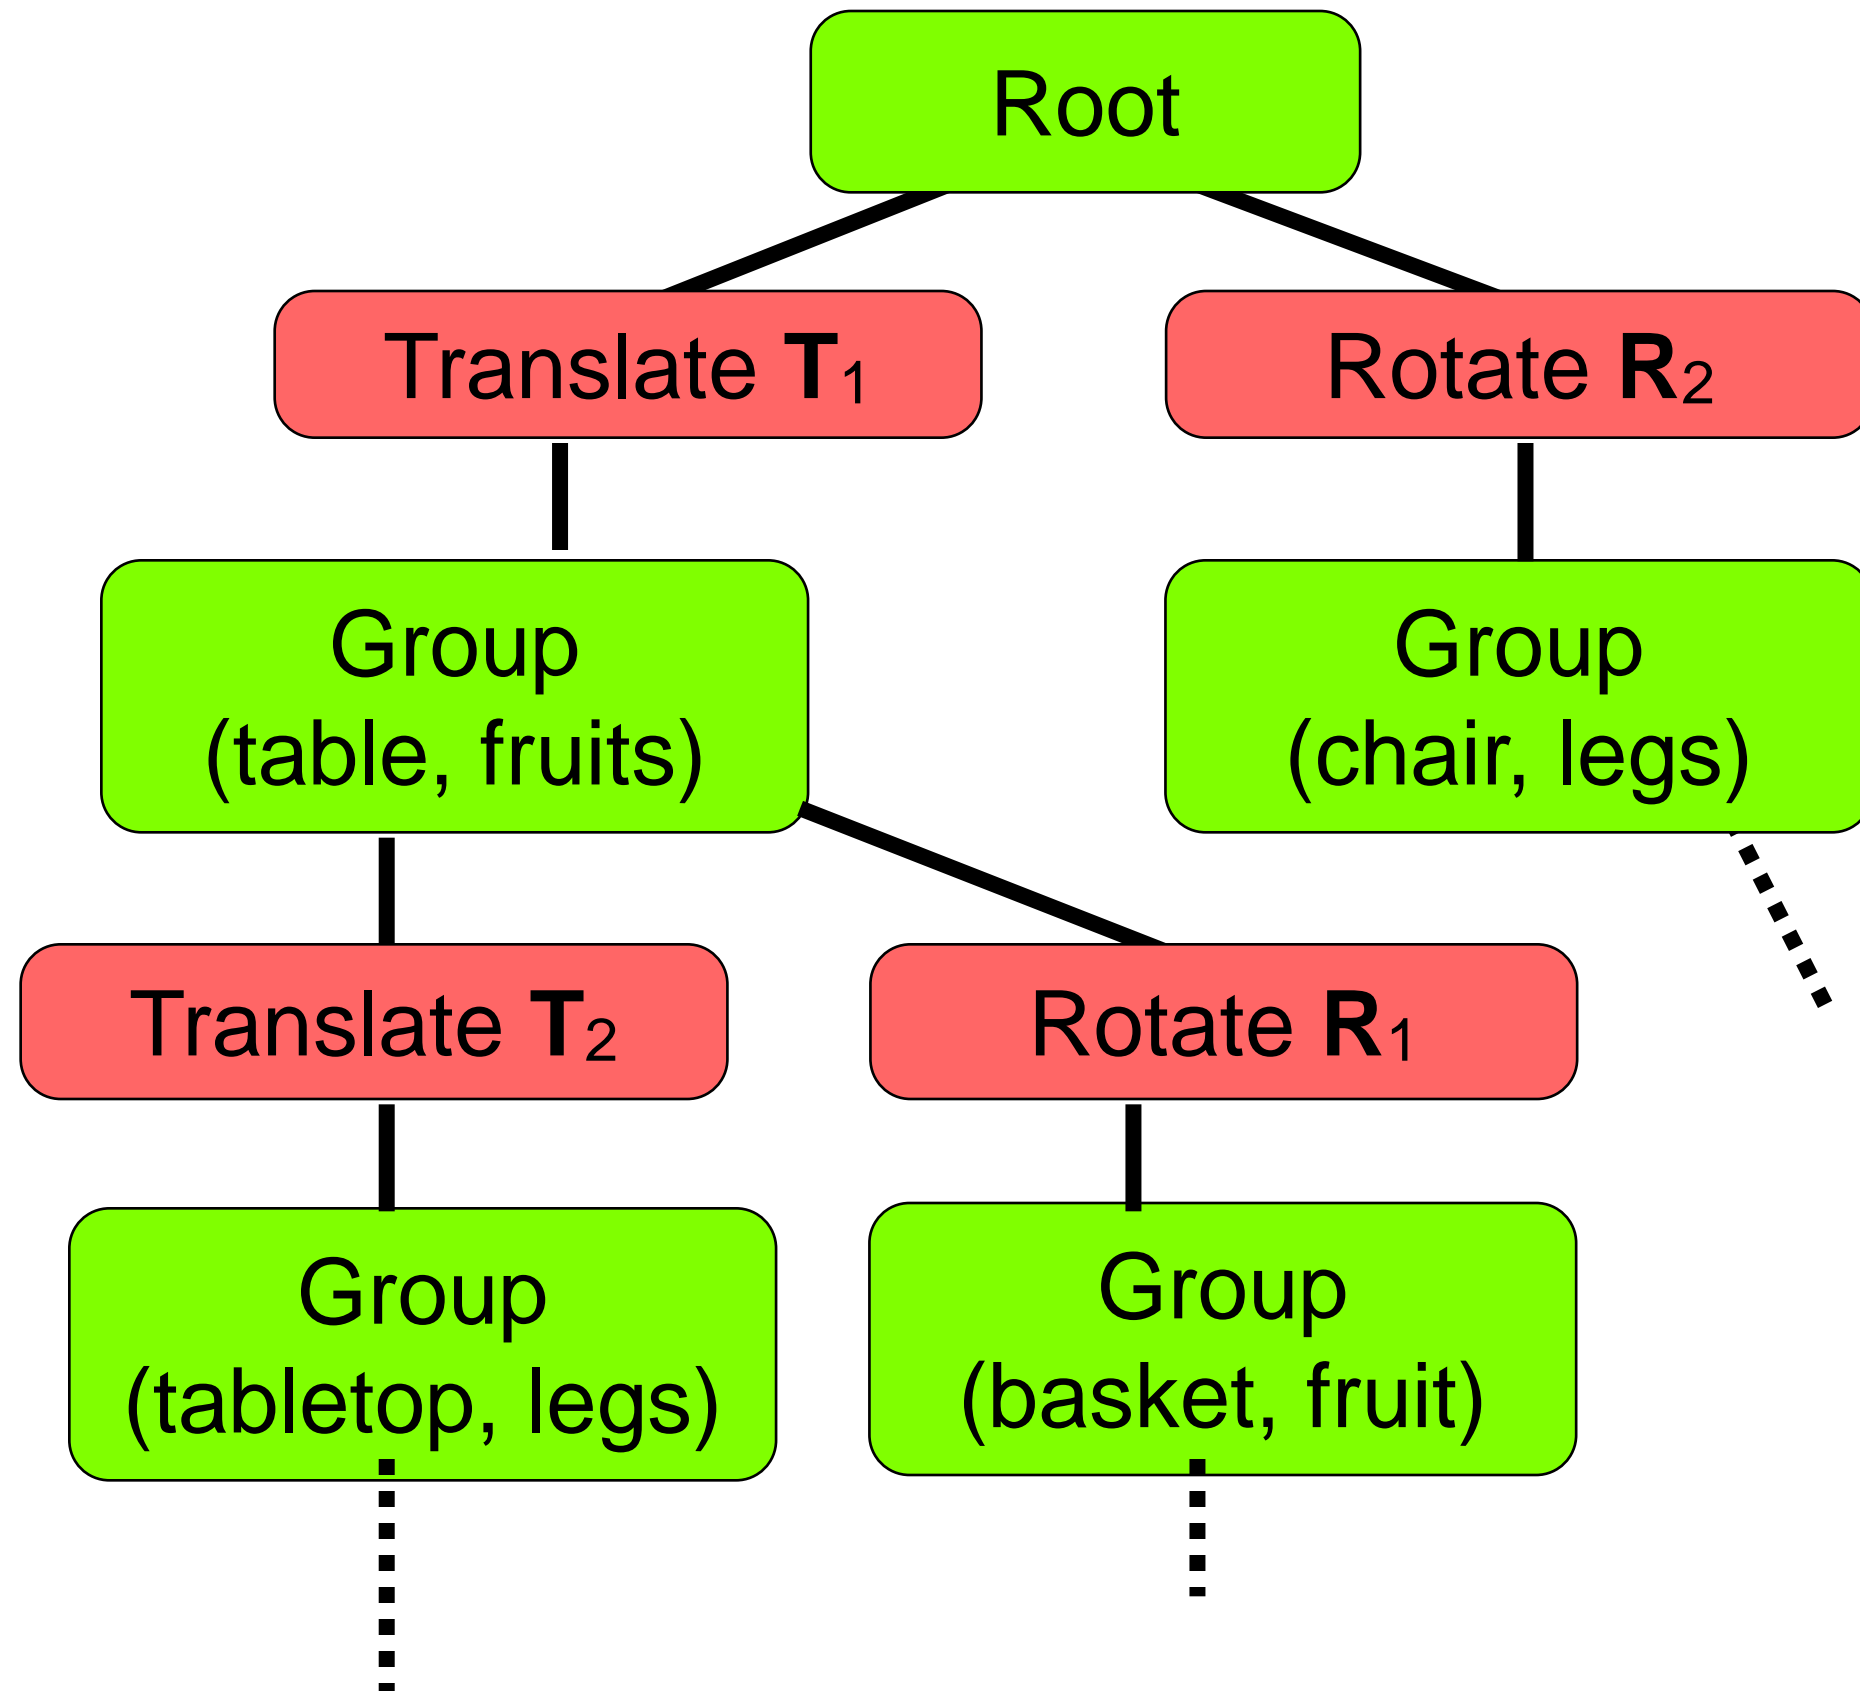 Root
Translate T₁
Rotate R₂
Group
(table, fruits)
Group
(chair, legs)
Translate T₂
Rotate R₁
Group
(tabletop, legs)
Group
(basket, fruit)